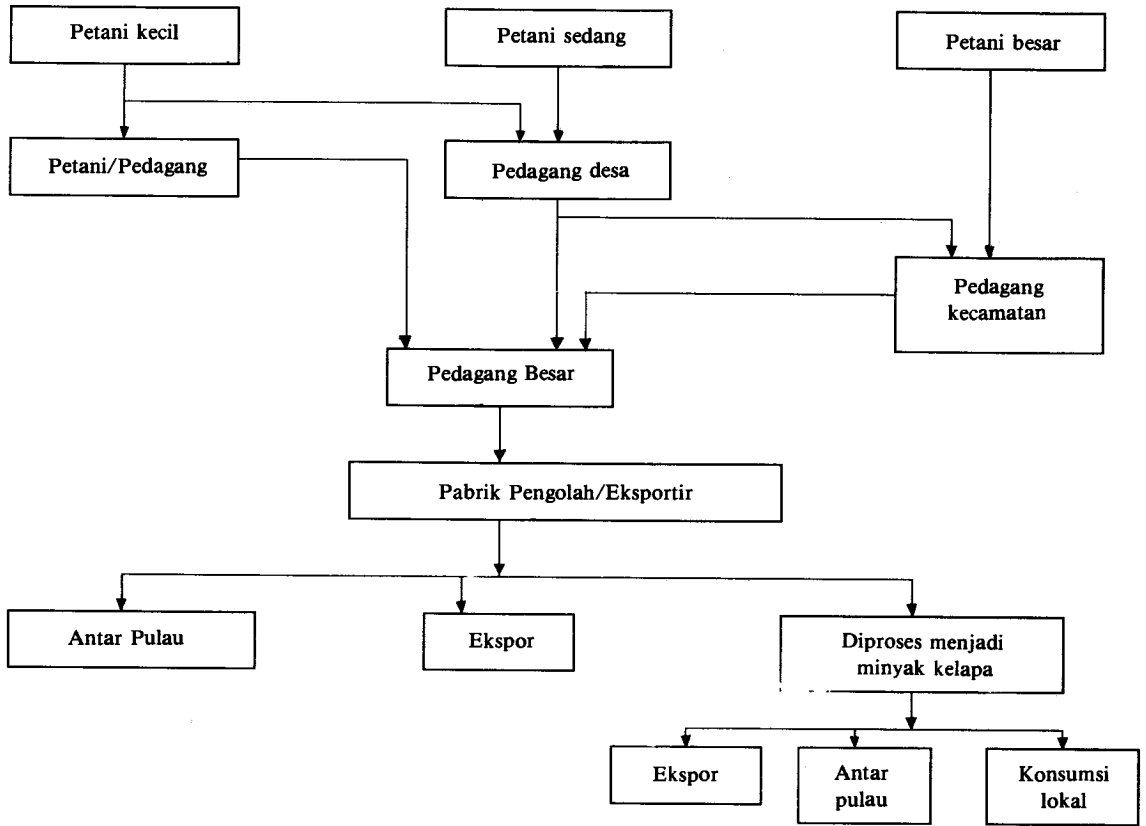 Petani kecil
Petani sedang
Petani besar
Petani/Pedagang
Pedagang desa
Pedagang
kecamatan
Pedagang Besar
Pabrik Pengolah/Eksportir
Antar Pulau
Ekspor
Diproses menjadi
minyak kelapa
Ekspor
Antar
pulau
Konsumsi
lokal